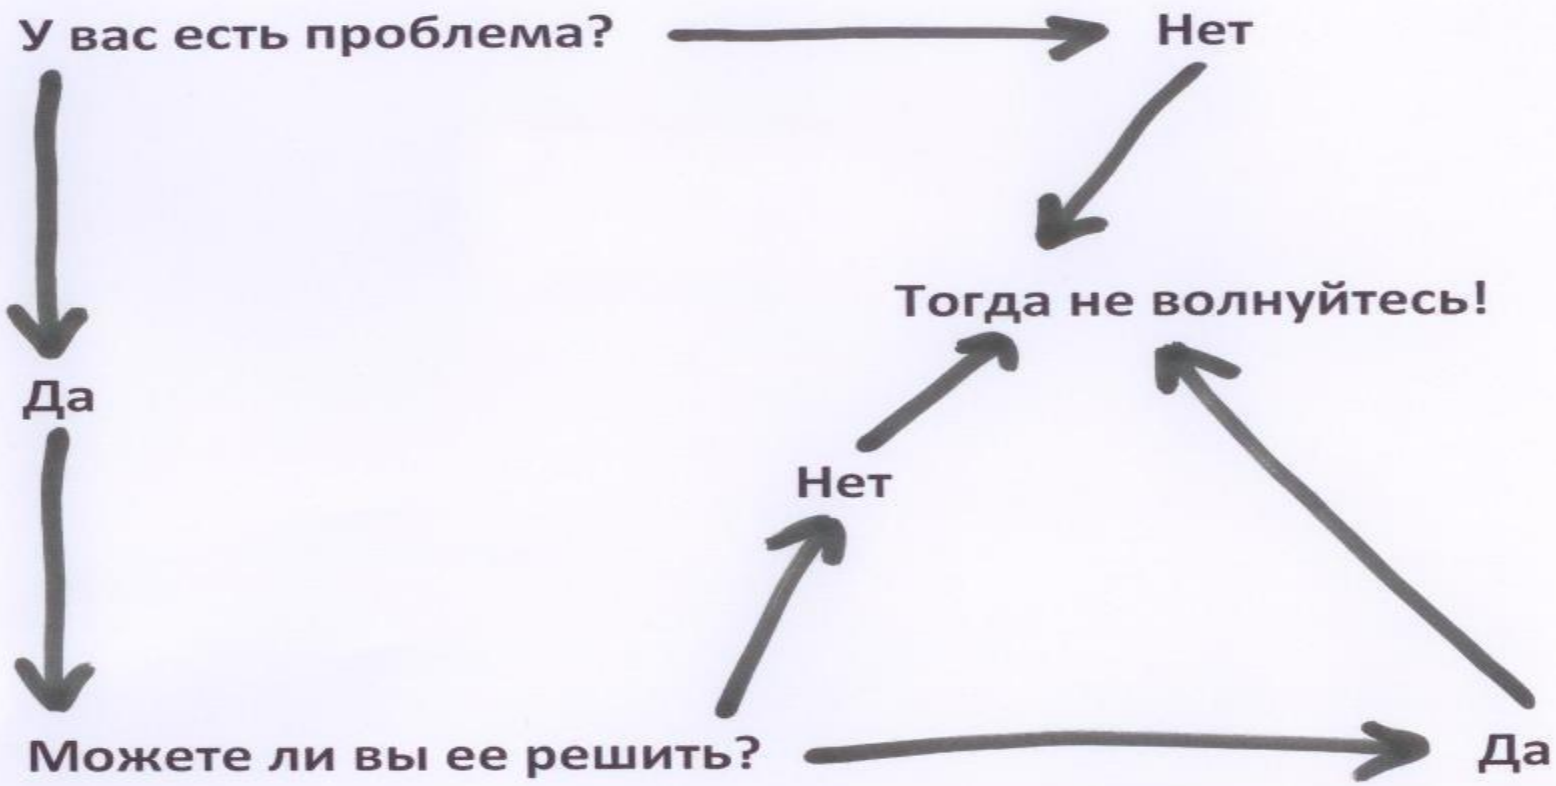 У вас есть проблема?
Нет
Тогда не волнуйтесь!
Да
Нет
Можете ли вы ее решить?
Да